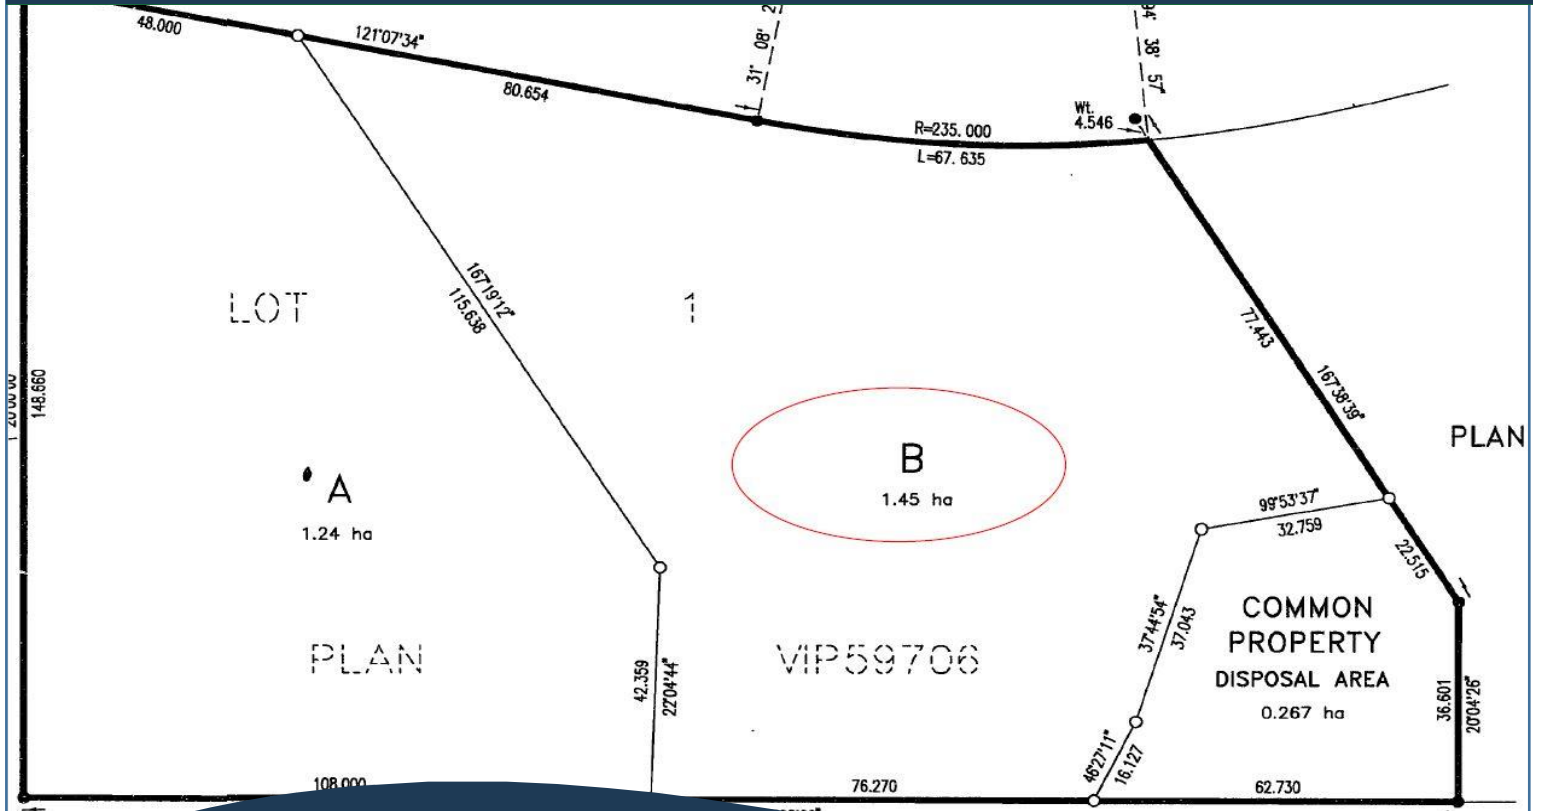 48.000
121°07'34"
80.654
31° 08' 2
94° 38' 57"
Wt.
4.546
R=235.000
L=67.635
167°19'12"
115.638
LOT 1
77.443
167°38'39"
148.660
PLAN
B
1.45 ha
A
1.24 ha
99°53'37"
32.759
22.515
37°44'54"
37.043
COMMON
PROPERTY
DISPOSAL AREA
0.267 ha
PLAN VIP59706
42.359
22°04'44"
36.601
20°04'26"
46°27'11"
16.127
108.000
76.270
62.730